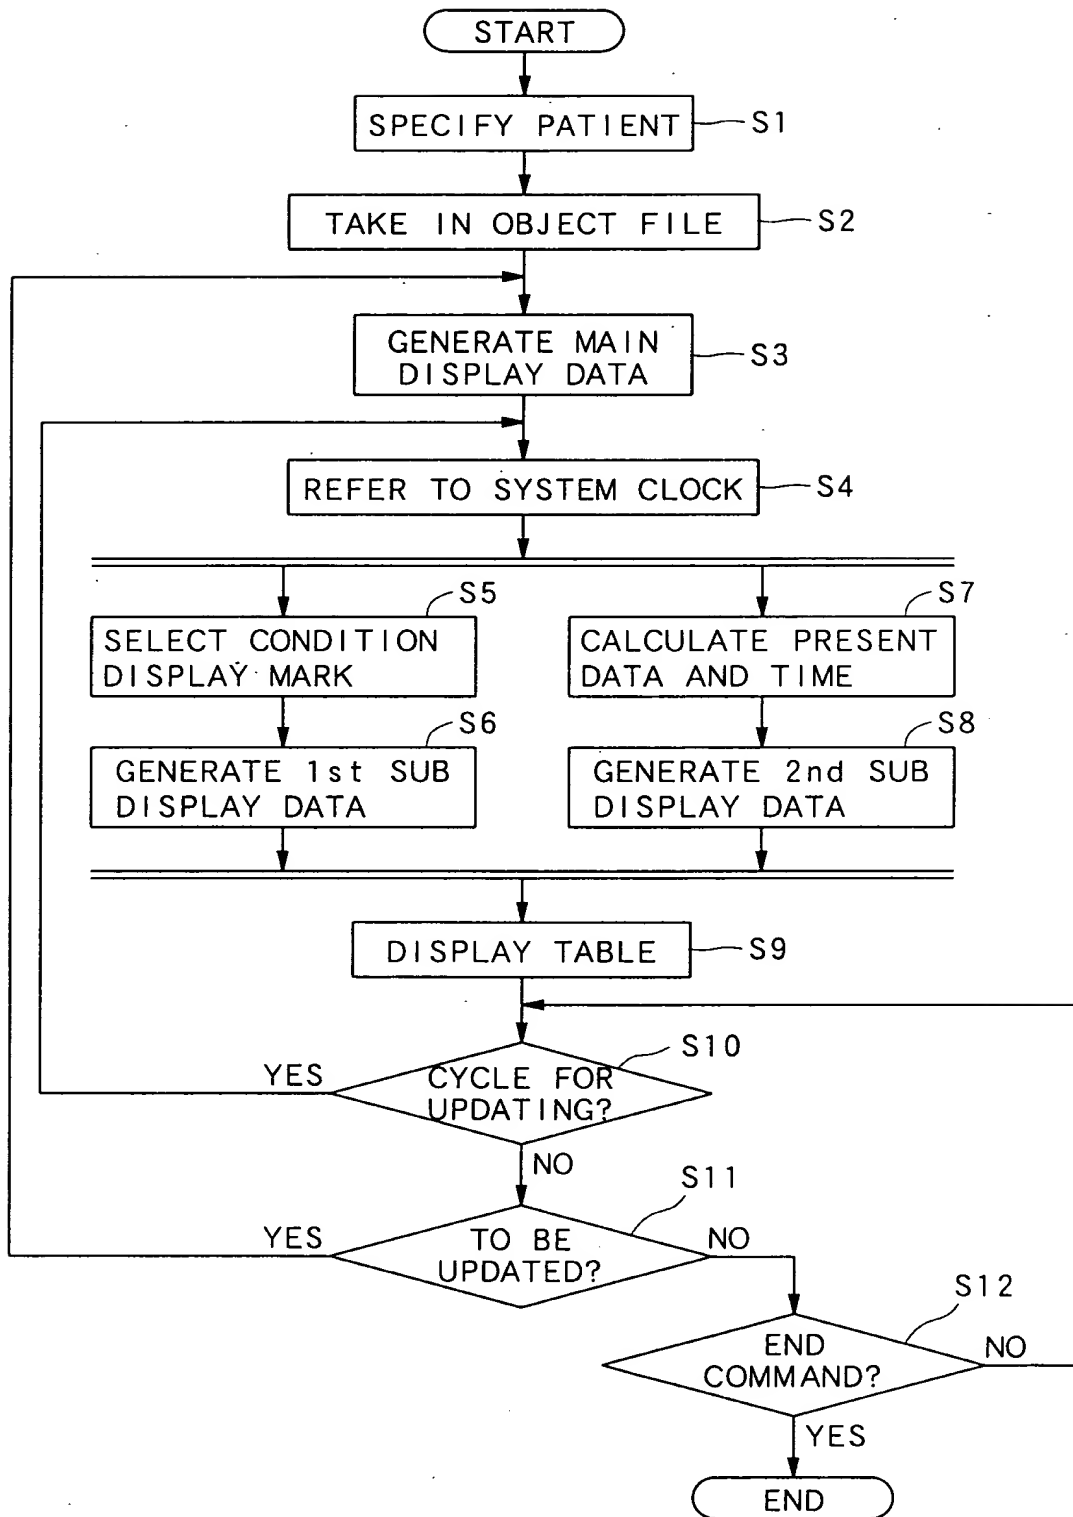 START
SPECIFY PATIENT
S1
TAKE IN OBJECT FILE
S2
GENERATE MAIN
DISPLAY DATA
S3
REFER TO SYSTEM CLOCK
S4
S5
SELECT CONDITION
DISPLAY MARK
S7
CALCULATE PRESENT
DATA AND TIME
S6
GENERATE 1st SUB
DISPLAY DATA
S8
GENERATE 2nd SUB
DISPLAY DATA
DISPLAY TABLE
S9
S10
YES
CYCLE FOR
UPDATING?
NO
S11
YES
TO BE
UPDATED?
NO
S12
END
COMMAND?
NO
YES
END